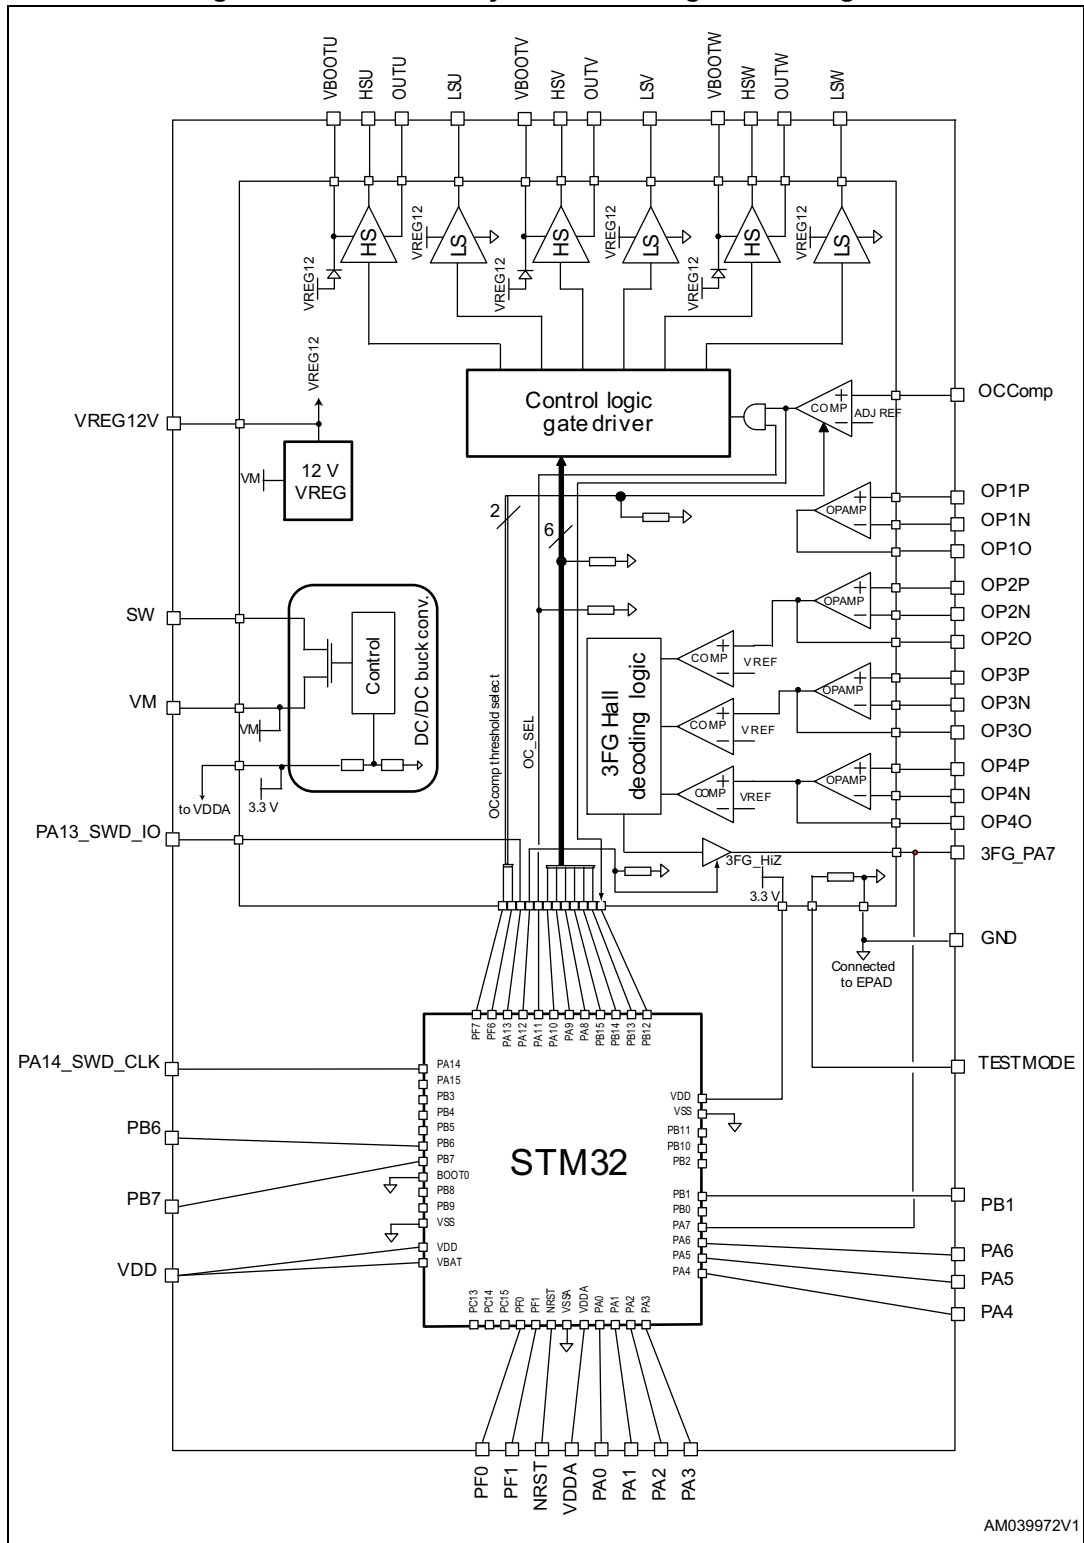 VBOOTU
HSU
OUTU
LSU
VBOOTV
HSV
OUTV
LSV
VBOOTW
HSW
OUTW
LSW
VREG12
HS
VREG12
LS
VREG12
HS
VREG12
LS
VREG12
HS
VREG12
LS
VREG12
VREG12
VREG12V
12 V
VREG
VM
Control logic
gate driver
COMP
+
−
ADJ REF
OCComp
2
6
OPAMP
+
−
OP1P
OP1N
OP1O
OPAMP
+
−
OP2P
OP2N
OP2O
OPAMP
+
−
OP3P
OP3N
OP3O
OPAMP
+
−
OP4P
OP4N
OP4O
COMP
+
−
VREF
COMP
+
−
VREF
COMP
+
−
VREF
3FG Hall
decoding logic
OCcomp threshold select
OC_SEL
SW
VM
VM
Control
DC/DC buck conv.
to VDDA
3.3 V
PA13_SWD_IO
3FG_HiZ
3.3 V
3FG_PA7
GND
Connected
to EPAD
TESTMODE
PF7
PF6
PA13
PA12
PA11
PA10
PA9
PA8
PB15
PB14
PB13
PB12
PA14_SWD_CLK
PB6
PB7
VDD
PA14
PA15
PB3
PB4
PB5
PB6
PB7
BOOT0
PB8
PB9
VSS
VDD
VBAT
STM32
VDD
VSS
PB11
PB10
PB2
PB1
PB0
PA7
PA6
PA5
PA4
PB1
PA6
PA5
PA4
PC13
PC14
PC15
PF0
PF1
NRST
VSSA
VDDA
PA0
PA1
PA2
PA3
PF0
PF1
NRST
VDDA
PA0
PA1
PA2
PA3
AM039972V1